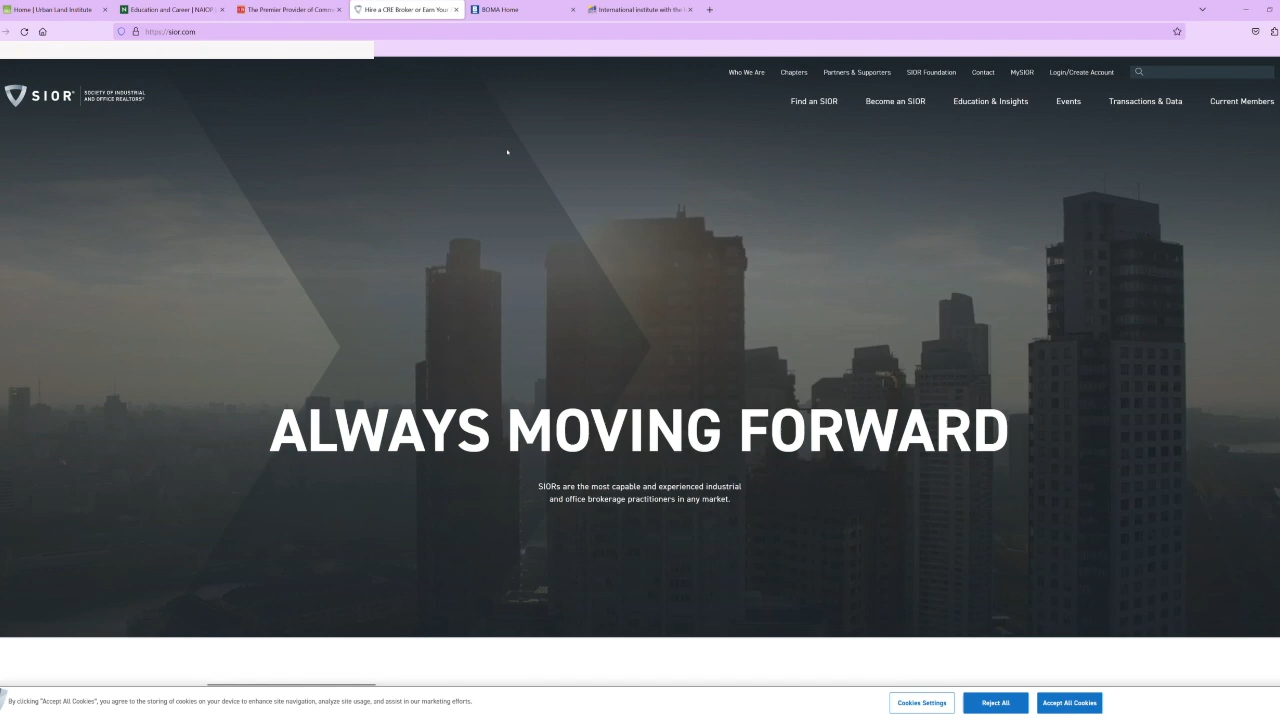 Home | Urban Land Institute
Education and Career | NAIOP
The Premier Provider of Comm
Hire a CRE Broker or Earn Your
BOMA Home
International institute with the
https://sior.com
Who We Are
Chapters
Partners & Supporters
SIOR Foundation
Contact
MySIOR
Login/Create Account
SIOR®
SOCIETY OF INDUSTRIAL
AND OFFICE REALTORS®
Find an SIOR
Become an SIOR
Education & Insights
Events
Transactions & Data
Current Members
ALWAYS MOVING FORWARD
SIORs are the most capable and experienced industrial
and office brokerage practitioners in any market.
By clicking "Accept All Cookies", you agree to the storing of cookies on your device to enhance site navigation, analyze site usage, and assist in our marketing efforts.
Cookies Settings
Reject All
Accept All Cookies